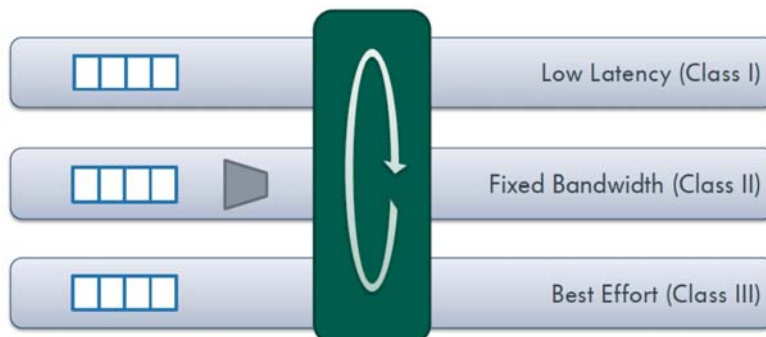 Low Latency (Class I)
Fixed Bandwidth (Class II)
Best Effort (Class III)